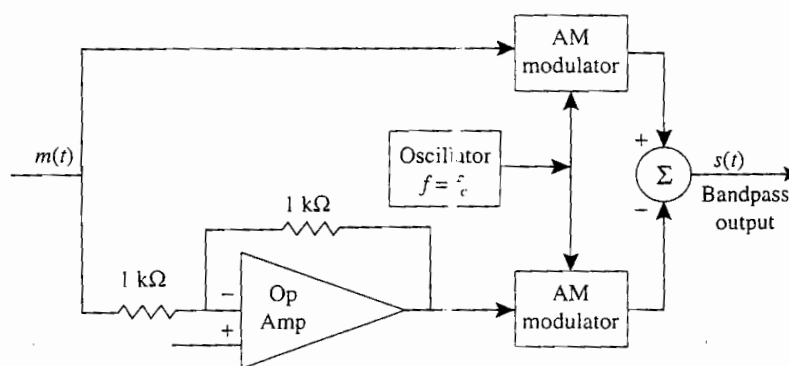 AM
modulator
m(t)
Oscillator
+
s(t)
Σ
Bandpass
output
−
1 kΩ
1 kΩ
−
Op
Amp
+
AM
modulator